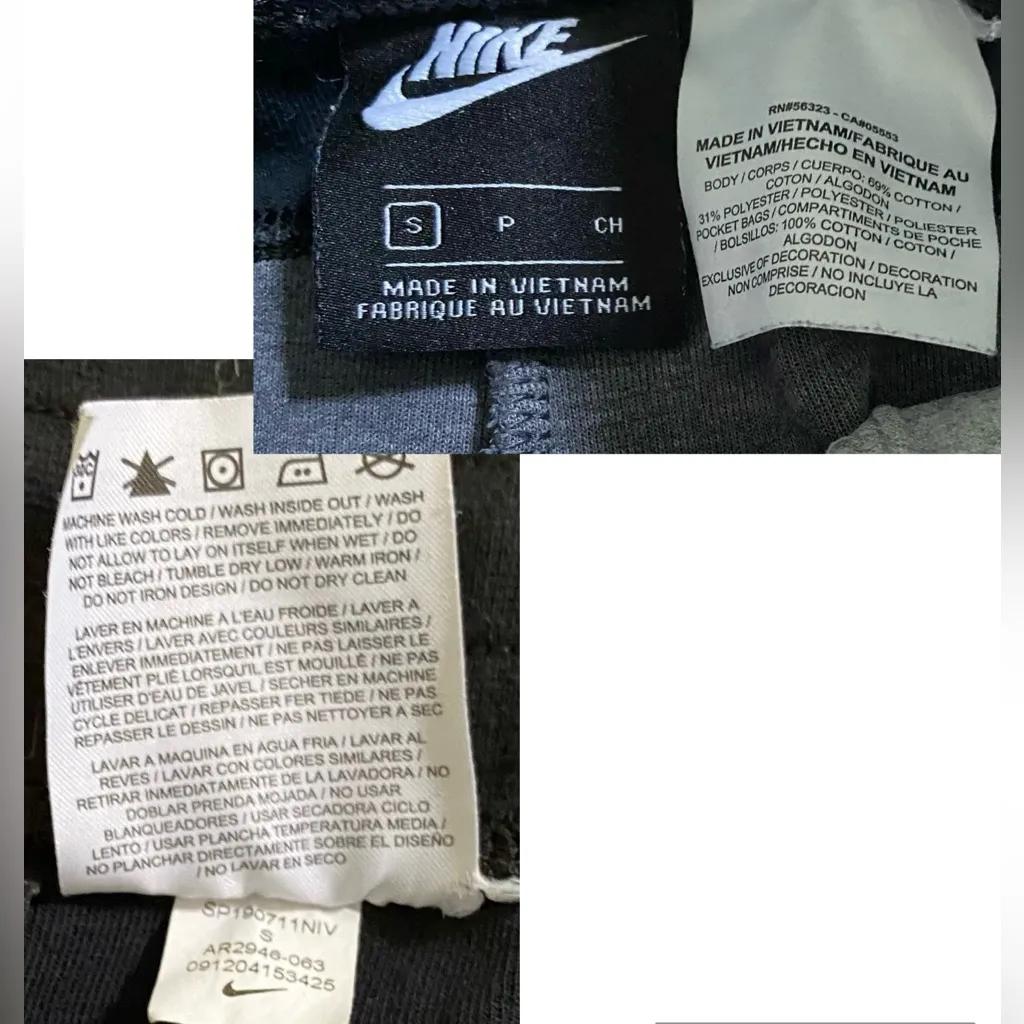 NIKE
S P CH
MADE IN VIETNAM
FABRIQUE AU VIETNAM
RN#56323 - CA#05553
MADE IN VIETNAM/FABRIQUE AU
VIETNAM/HECHO EN VIETNAM
BODY / CORPS / CUERPO: 69% COTTON /
COTON / ALGODON
31% POLYESTER / POLYESTER / POLIESTER
POCKET BAGS / COMPARTIMENTS DE POCHE
/ BOLSILLOS: 100% COTTON / COTON /
ALGODON
EXCLUSIVE OF DECORATION / DECORATION
NON COMPRISE / NO INCLUYE LA
DECORACION
MACHINE WASH COLD / WASH INSIDE OUT / WASH
WITH LIKE COLORS / REMOVE IMMEDIATELY / DO
NOT ALLOW TO LAY ON ITSELF WHEN WET / DO
NOT BLEACH / TUMBLE DRY LOW / WARM IRON /
DO NOT IRON DESIGN / DO NOT DRY CLEAN
LAVER EN MACHINE A L'EAU FROIDE / LAVER A
L'ENVERS / LAVER AVEC COULEURS SIMILAIRES /
ENLEVER IMMEDIATEMENT / NE PAS LAISSER LE
VÊTEMENT PLIÉ LORSQU'IL EST MOUILLÉ / NE PAS
UTILISER D'EAU DE JAVEL / SECHER EN MACHINE
CYCLE DELICAT / REPASSER FER TIEDE / NE PAS
REPASSER LE DESSIN / NE PAS NETTOYER A SEC
LAVAR A MAQUINA EN AGUA FRIA / LAVAR AL
REVES / LAVAR CON COLORES SIMILARES /
RETIRAR INMEDIATAMENTE DE LA LAVADORA / NO
DOBLAR PRENDA MOJADA / NO USAR
BLANQUEADORES / USAR SECADORA CICLO
LENTO / USAR PLANCHA TEMPERATURA MEDIA /
NO PLANCHAR DIRECTAMENTE SOBRE EL DISEÑO
/ NO LAVAR EN SECO
SP190711NIV
S
AR2946-063
091204153425